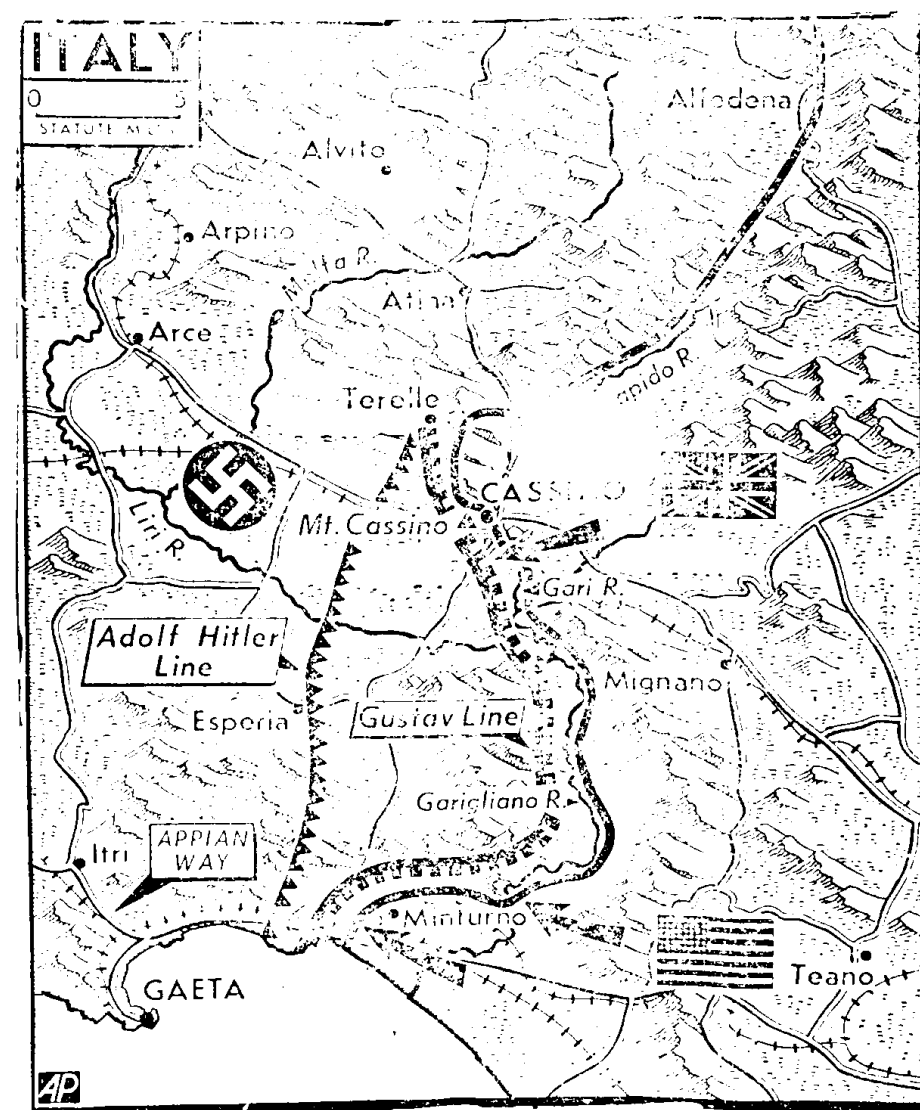 ITALY
0 5
STATUTE
Alfedena
Alvito
Arpino
R.
Atina
Arce
apido R.
Terelle
CASSINO
Mt. Cassino
Liri R.
Gari R.
Adolf Hitler
Line
Mignano
Esperia
Gustav Line
Garigliano R.
APPIAN
WAY
Itri
Minturno
Teano
GAETA
AP